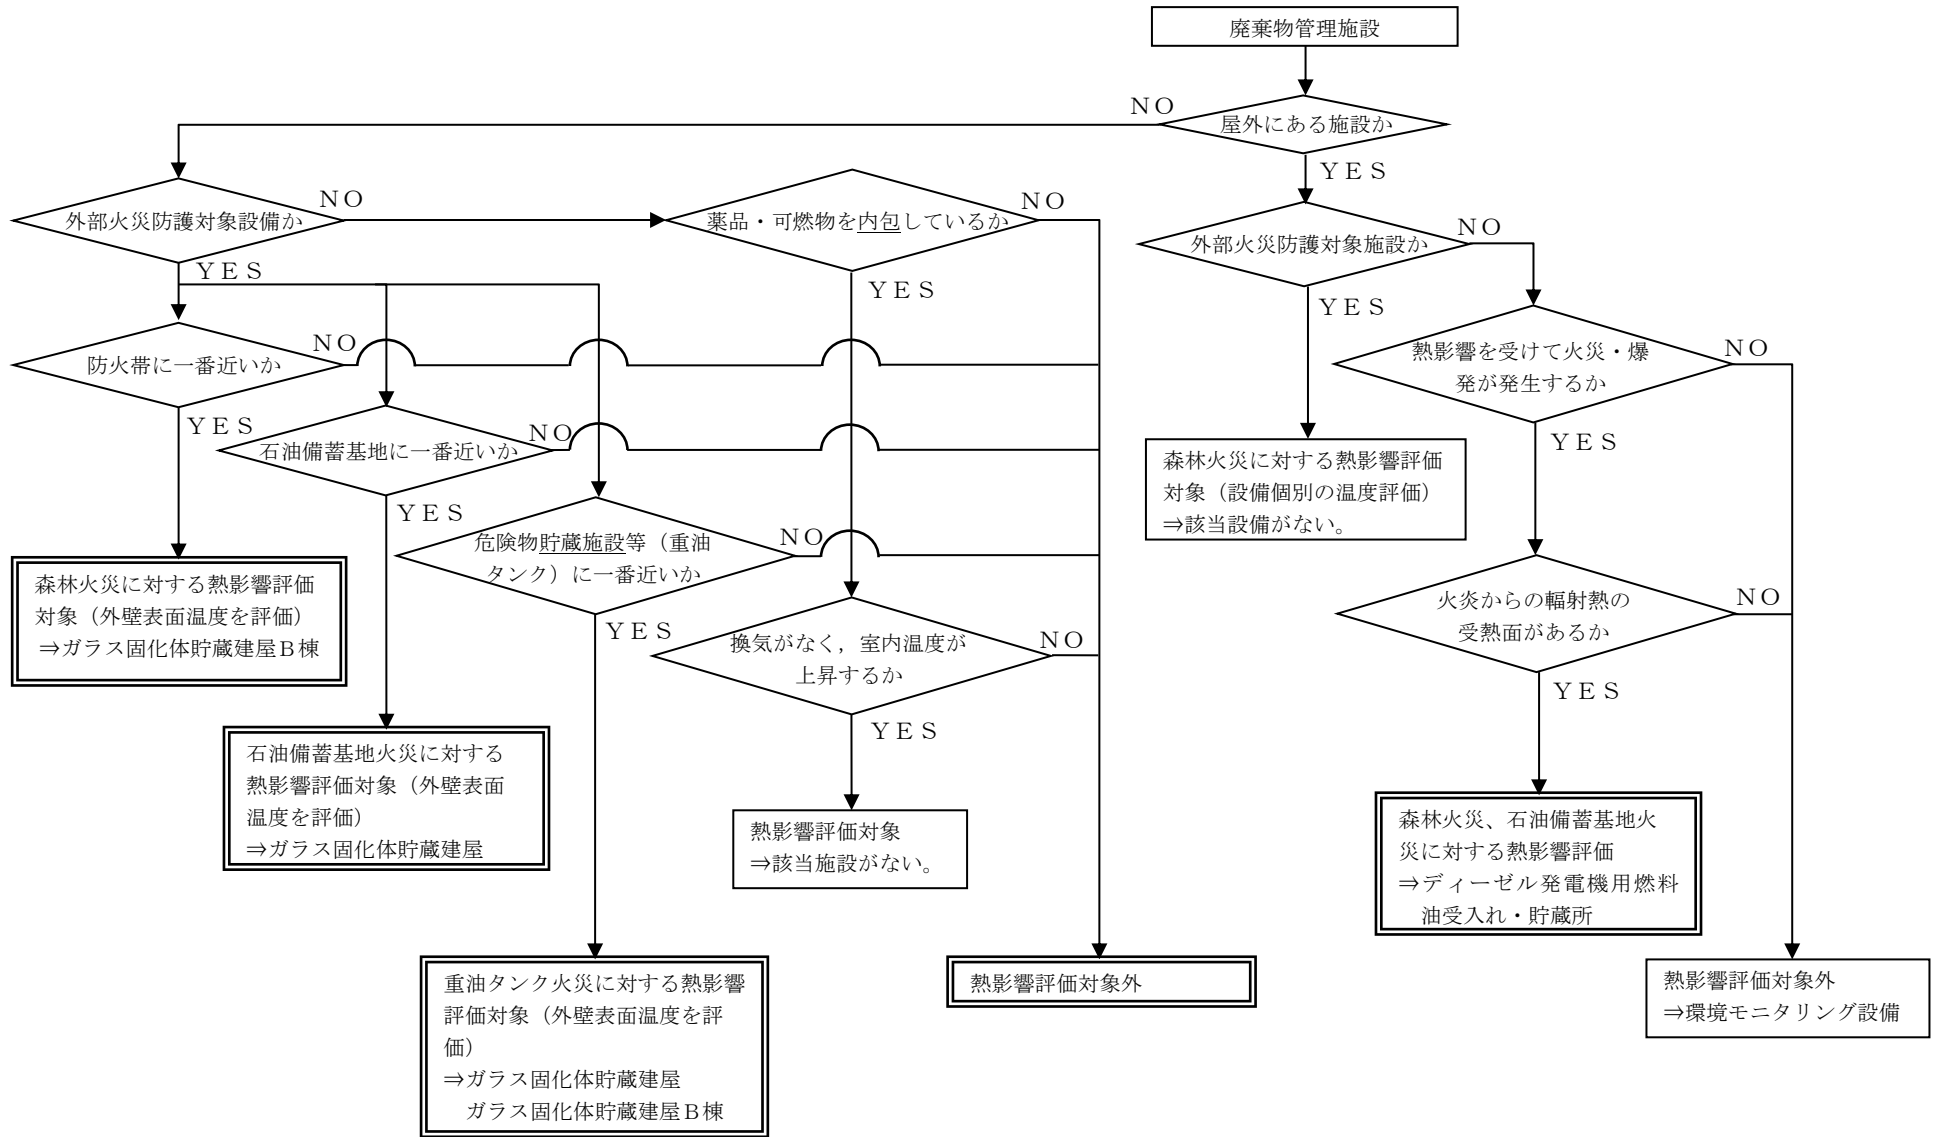 廃棄物管理施設
NO
屋外にある施設か
YES
外部火災防護対象設備か
NO
YES
薬品・可燃物を内包しているか
NO
YES
外部火災防護対象施設か
NO
YES
防火帯に一番近いか
NO
YES
石油備蓄基地に一番近いか
NO
YES
危険物貯蔵施設等（重油
タンク）に一番近いか
NO
YES
換気がなく，室内温度が
上昇するか
NO
YES
熱影響を受けて火災・爆
発が発生するか
NO
YES
火炎からの輻射熱の
受熱面があるか
NO
YES
森林火災に対する熱影響評価
対象（設備個別の温度評価）
⇒該当設備がない。
森林火災に対する熱影響評価
対象（外壁表面温度を評価）
⇒ガラス固化体貯蔵建屋Ｂ棟
石油備蓄基地火災に対する
熱影響評価対象（外壁表面
温度を評価）
⇒ガラス固化体貯蔵建屋
熱影響評価対象
⇒該当施設がない。
森林火災、石油備蓄基地火
災に対する熱影響評価
⇒ディーゼル発電機用燃料
油受入れ・貯蔵所
重油タンク火災に対する熱影響
評価対象（外壁表面温度を評
価）
⇒ガラス固化体貯蔵建屋
ガラス固化体貯蔵建屋Ｂ棟
熱影響評価対象外
熱影響評価対象外
⇒環境モニタリング設備